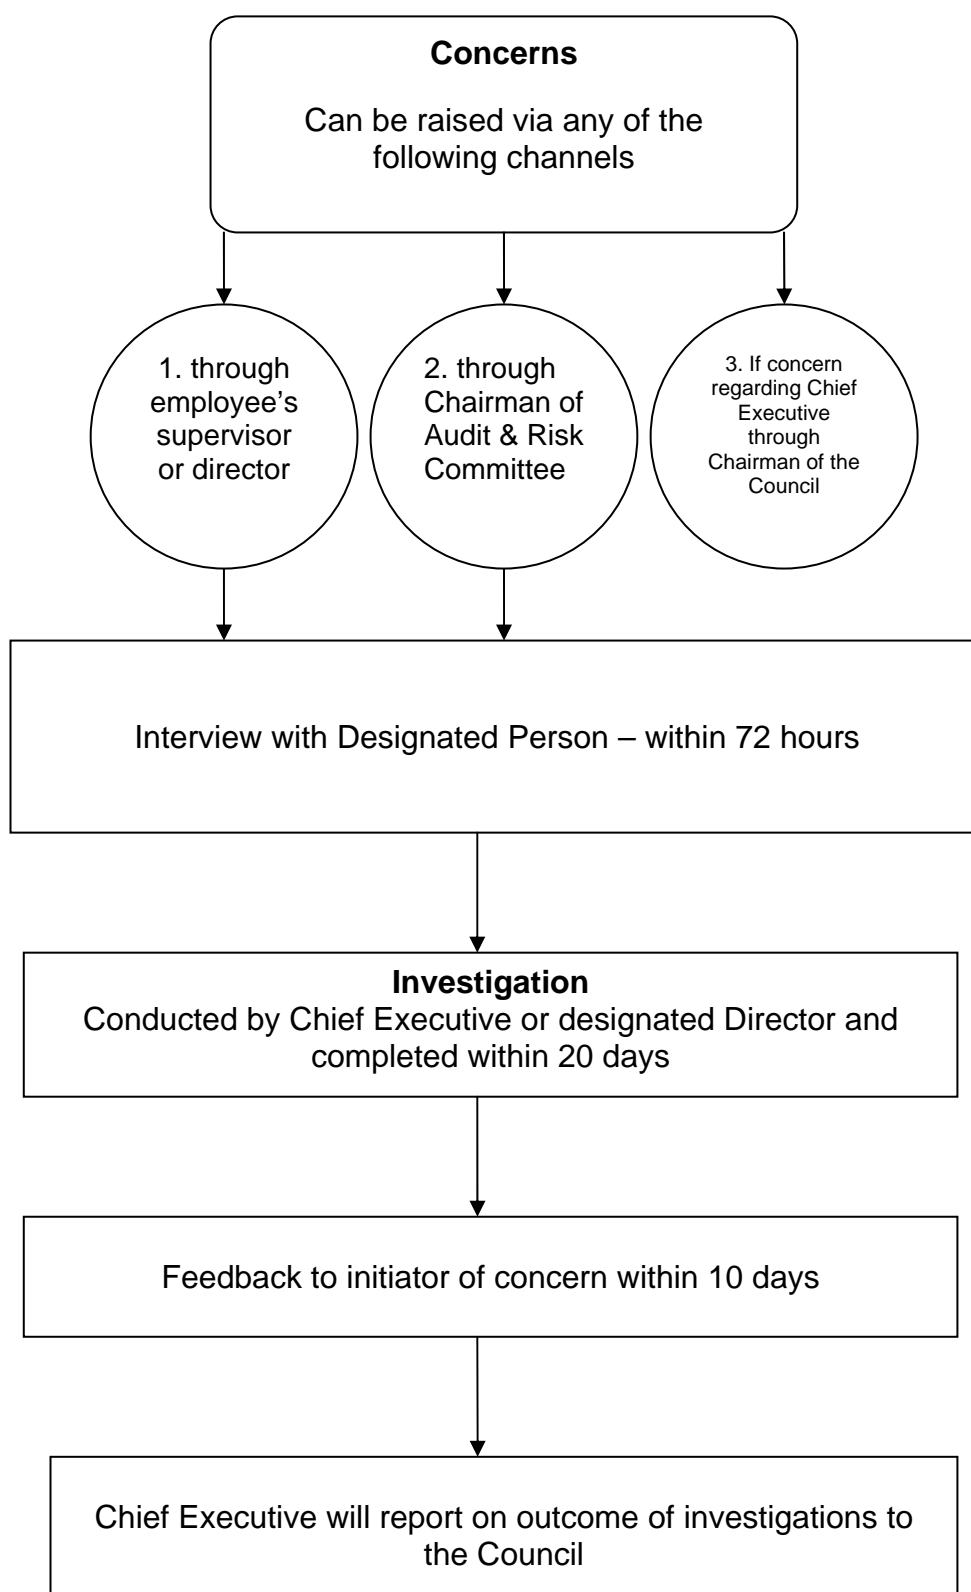 Concerns
Can be raised via any of the
following channels
1. through
employee’s
supervisor
or director
2. through
Chairman of
Audit & Risk
Committee
3. If concern
regarding Chief
Executive
through
Chairman of the
Council
Interview with Designated Person – within 72 hours
Investigation
Conducted by Chief Executive or designated Director and
completed within 20 days
Feedback to initiator of concern within 10 days
Chief Executive will report on outcome of investigations to
the Council